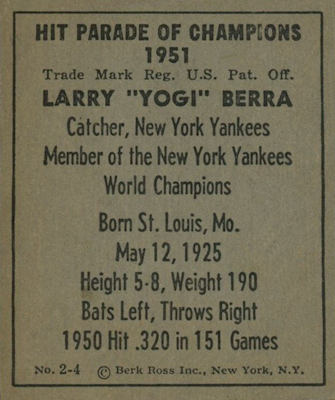 HIT PARADE OF CHAMPIONS
1951
Trade Mark Reg. U.S. Pat. Off.
LARRY "YOGI" BERRA
Catcher, New York Yankees
Member of the New York Yankees
World Champions
Born St. Louis, Mo.
May 12, 1925
Height 5-8, Weight 190
Bats Left, Throws Right
1950 Hit .320 in 151 Games
No. 2-4 © Berk Ross Inc., New York, N.Y.